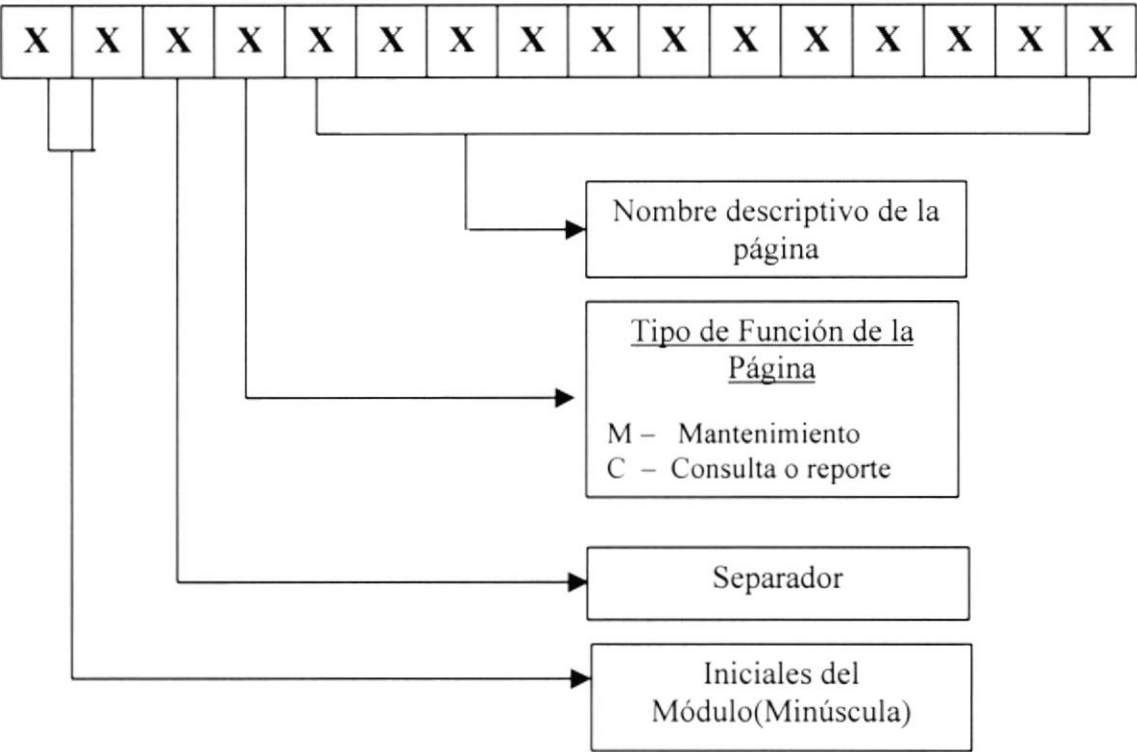 X X X X X X X X X X X X X X X X
Nombre descriptivo de la
página
Tipo de Función de la
Página
M – Mantenimiento
C – Consulta o reporte
Separador
Iniciales del
Módulo(Minúscula)